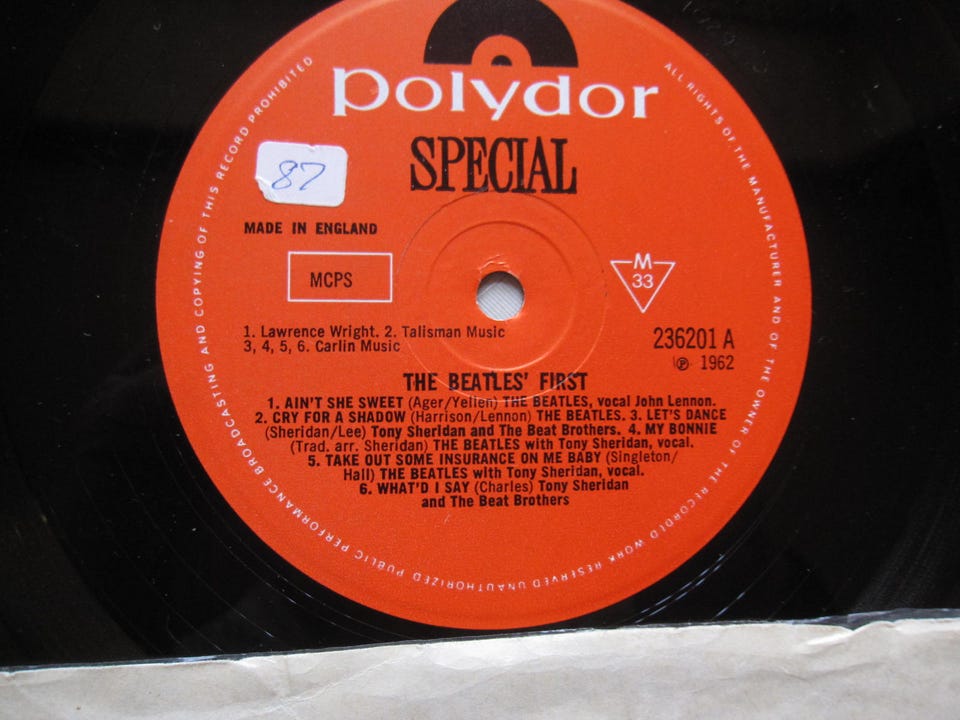 polydor
SPECIAL
87
MADE IN ENGLAND
MCPS
M
33
1. Lawrence Wright. 2. Talisman Music
3, 4, 5, 6. Carlin Music
236201 A
Ⓟ 1962
THE BEATLES' FIRST
1. AIN'T SHE SWEET (Ager/Yellen) THE BEATLES, vocal John Lennon.
2. CRY FOR A SHADOW (Harrison/Lennon) THE BEATLES. 3. LET'S DANCE
(Sheridan/Lee) Tony Sheridan and The Beat Brothers. 4. MY BONNIE
(Trad. arr. Sheridan) THE BEATLES with Tony Sheridan, vocal.
5. TAKE OUT SOME INSURANCE ON ME BABY (Singleton/
Hall) THE BEATLES with Tony Sheridan, vocal.
6. WHAT'D I SAY (Charles) Tony Sheridan
and The Beat Brothers
ALL RIGHTS OF THE MANUFACTURER AND OF THE OWNER OF THE RECORDED WORK RESERVED UNAUTHORIZED PUBLIC PERFORMANCE BROADCASTING AND COPYING OF THIS RECORD PROHIBITED